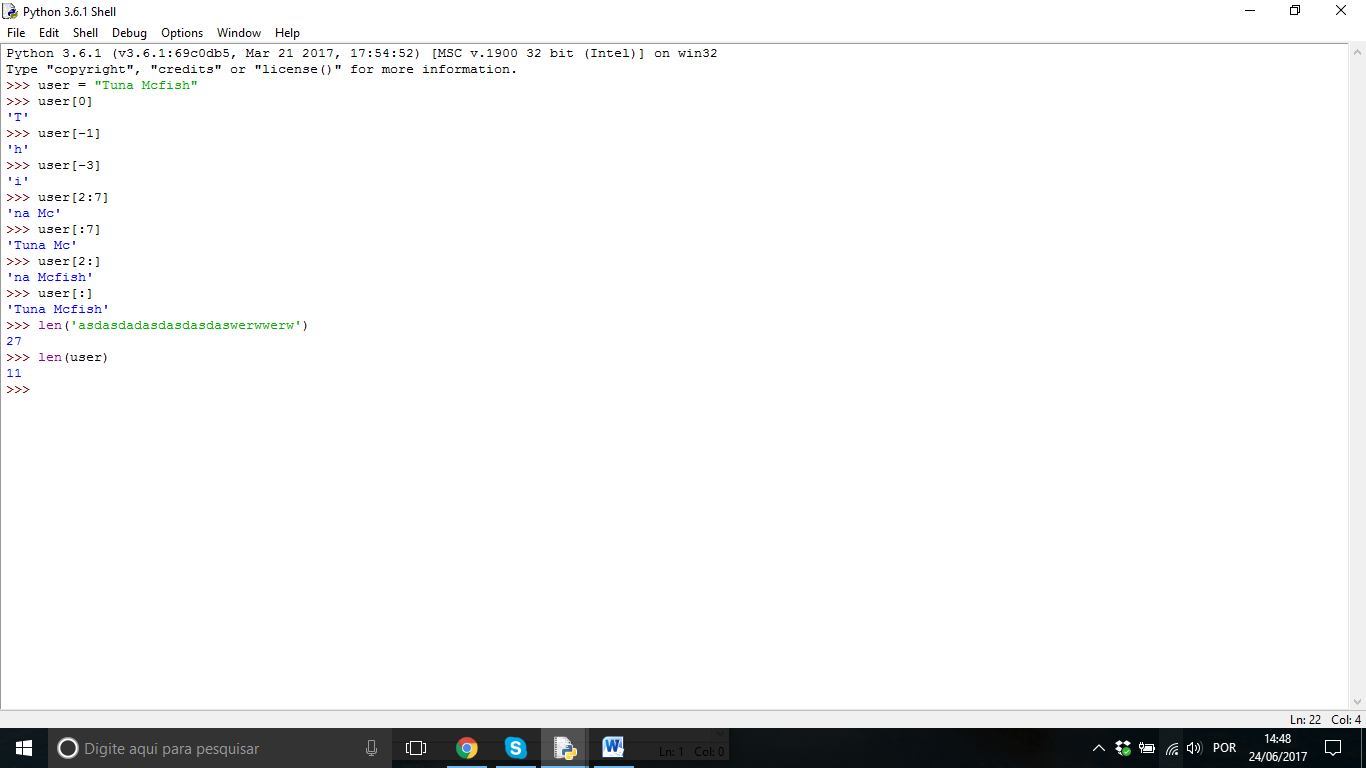 Python 3.6.1 Shell
File Edit Shell Debug Options Window Help
Python 3.6.1 (v3.6.1:69c0db5, Mar 21 2017, 17:54:52) [MSC v.1900 32 bit (Intel)] on win32
Type "copyright", "credits" or "license()" for more information.
>>> user = "Tuna Mcfish"
>>> user[0]
'T'
>>> user[-1]
'h'
>>> user[-3]
'i'
>>> user[2:7]
'na Mc'
>>> user[:7]
'Tuna Mc'
>>> user[2:]
'na Mcfish'
>>> user[:]
'Tuna Mcfish'
>>> len('asdasdadasdasdasdaswerwwerw')
27
>>> len(user)
11
>>>
Ln: 22 Col: 4
Digite aqui para pesquisar
Ln: 1 Col: 0
POR
14:48
24/06/2017